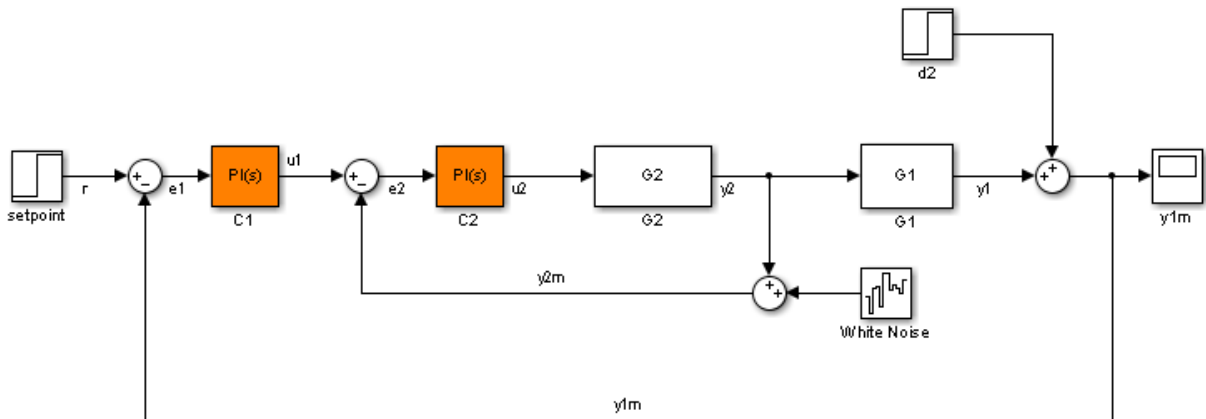 d2
setpoint
r
+
−
e1
PI(s)
C1
u1
+
−
e2
PI(s)
C2
u2
G2
G2
y2
G1
G1
y1
+
+
y1m
y2m
+
+
White Noise
y1m